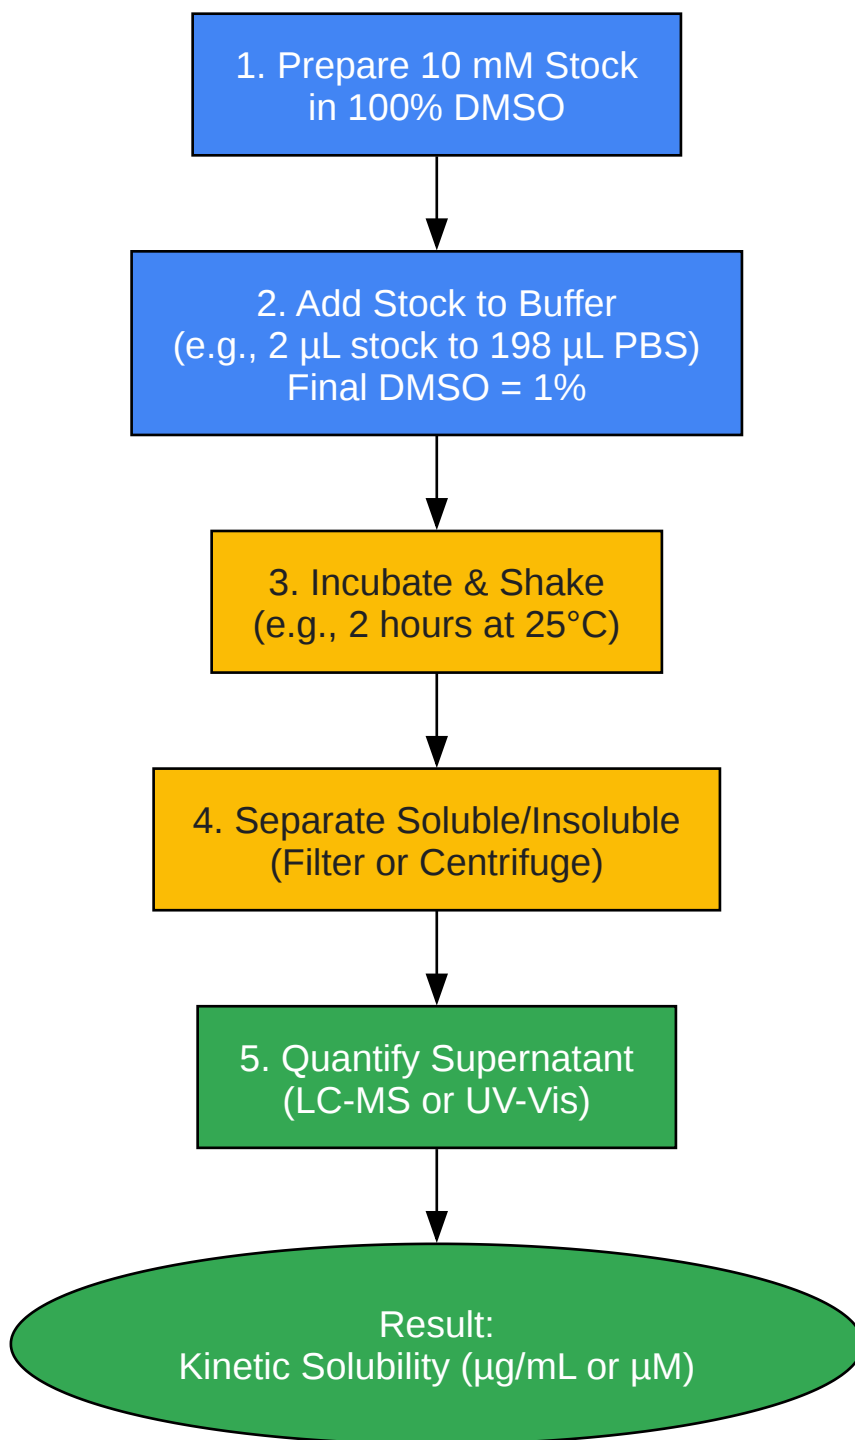 1. Prepare 10 mM Stock
in 100% DMSO
2. Add Stock to Buffer
(e.g., 2 µL stock to 198 µL PBS)
Final DMSO = 1%
3. Incubate & Shake
(e.g., 2 hours at 25°C)
4. Separate Soluble/Insoluble
(Filter or Centrifuge)
5. Quantify Supernatant
(LC-MS or UV-Vis)
Result:
Kinetic Solubility (µg/mL or µM)